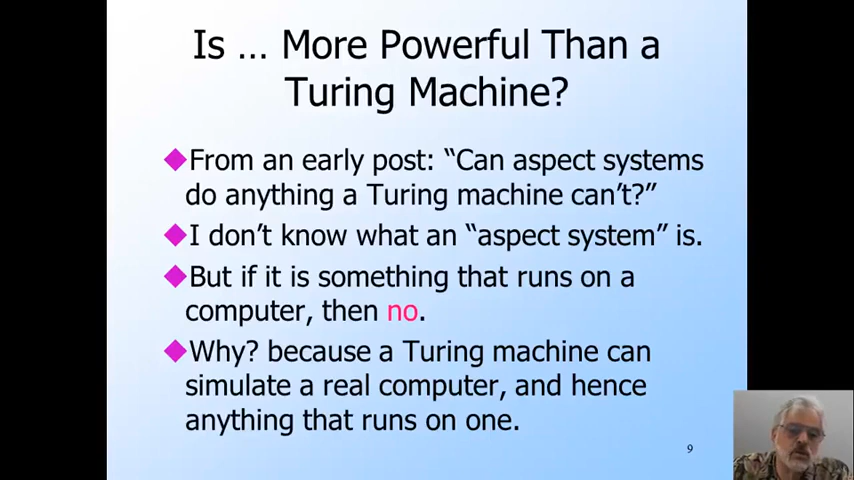 Is … More Powerful Than a
Turing Machine?
From an early post: “Can aspect systems
do anything a Turing machine can’t?”
I don’t know what an “aspect system” is.
But if it is something that runs on a
computer, then no.
Why? because a Turing machine can
simulate a real computer, and hence
anything that runs on one.
9